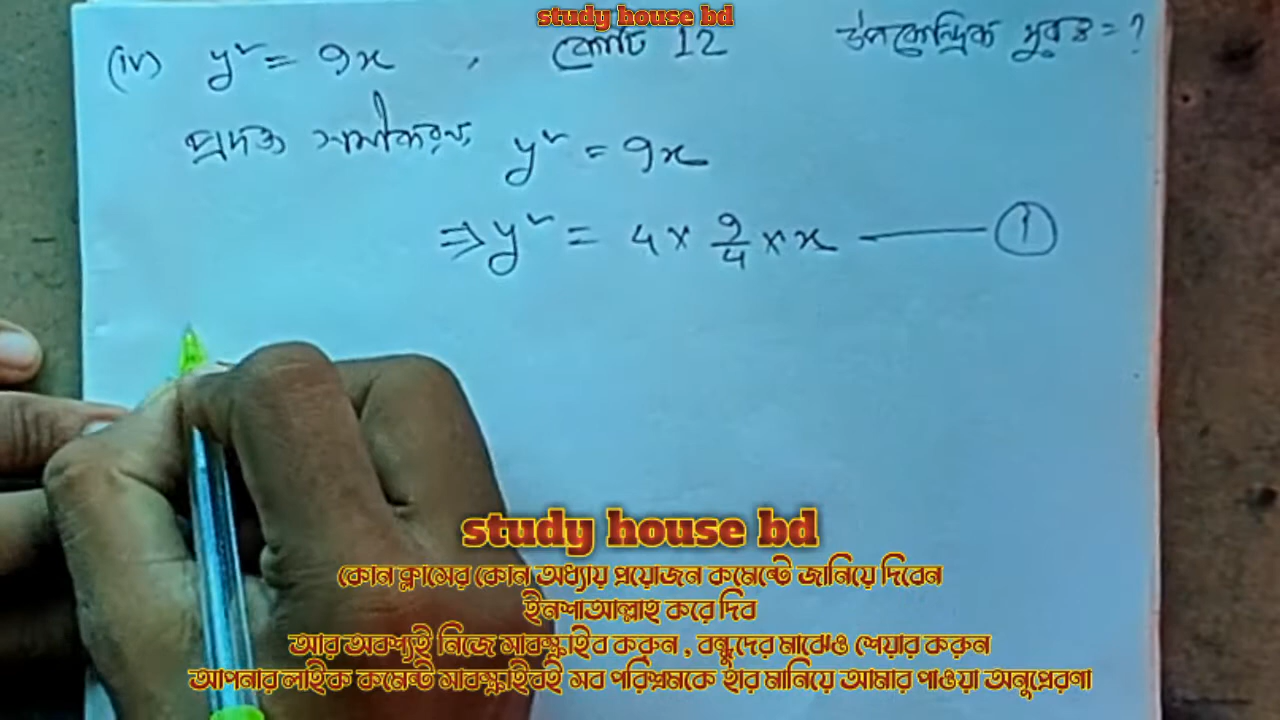 study house bd
(iv) y² = 9x , কোটি 12 উপকেন্দ্রিক দূরত্ব = ?
প্রদত্ত সমীকরণ, y² = 9x
⇒ y² = 4 × 9/4 × x —— ①
study house bd
কোন ক্লাসের কোন অধ্যায় প্রয়োজন কমেন্টে জানিয়ে দিবেন
ইনশাআল্লাহ করে দিব
আর অবশ্যই নিজে সাবস্ক্রাইব করুন , বন্ধুদের মাঝেও শেয়ার করুন
আপনার লাইক কমেন্ট সাবস্ক্রাইবই সব পরিশ্রমকে হার মানিয়ে আমার পাওয়া অনুপ্রেরণা